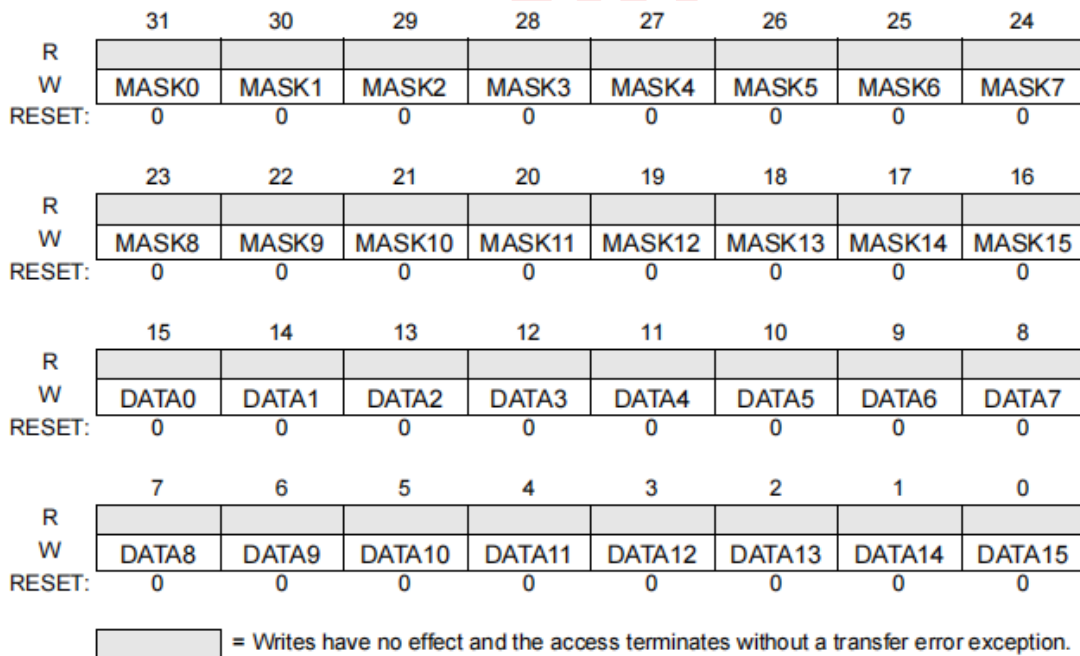 31 30 29 28 27 26 25 24
R
W MASK0 MASK1 MASK2 MASK3 MASK4 MASK5 MASK6 MASK7
RESET: 0 0 0 0 0 0 0 0
23 22 21 20 19 18 17 16
R
W MASK8 MASK9 MASK10 MASK11 MASK12 MASK13 MASK14 MASK15
RESET: 0 0 0 0 0 0 0 0
15 14 13 12 11 10 9 8
R
W DATA0 DATA1 DATA2 DATA3 DATA4 DATA5 DATA6 DATA7
RESET: 0 0 0 0 0 0 0 0
7 6 5 4 3 2 1 0
R
W DATA8 DATA9 DATA10 DATA11 DATA12 DATA13 DATA14 DATA15
RESET: 0 0 0 0 0 0 0 0
= Writes have no effect and the access terminates without a transfer error exception.